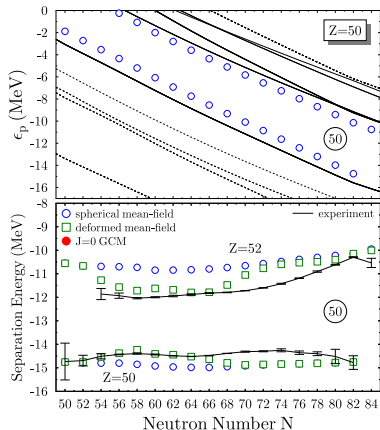 0
-2
-4
-6
-8
-10
-12
-14
-16
ϵp (MeV)
Z=50
50
-8
-9
-10
-11
-12
-13
-14
-15
-16
Separation Energy (MeV)
spherical mean-field
deformed mean-field
J=0 GCM
experiment
Z=52
50
Z=50
50 52 54 56 58 60 62 64 66 68 70 72 74 76 78 80 82 84
Neutron Number N